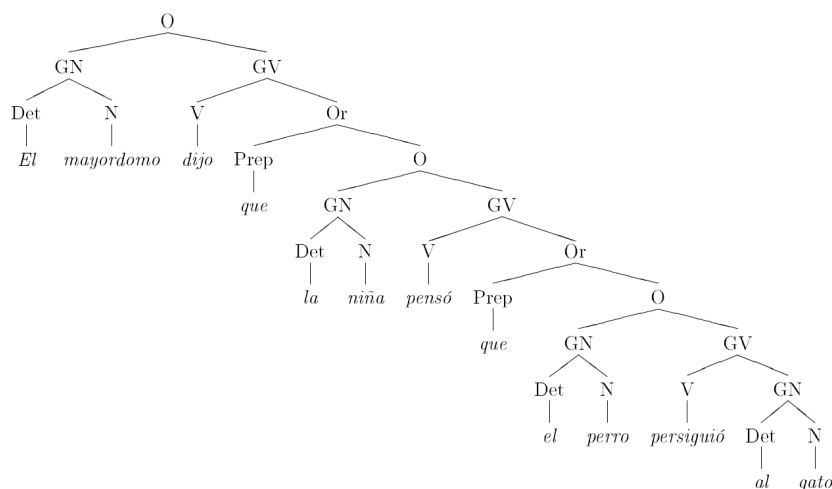 O
GN GV
Det N V Or
El mayordomo dijo Prep O
que GN GV
Det N V Or
la niña pensó Prep O
que GN GV
Det N V GN
el perro persiguió Det N
al gato